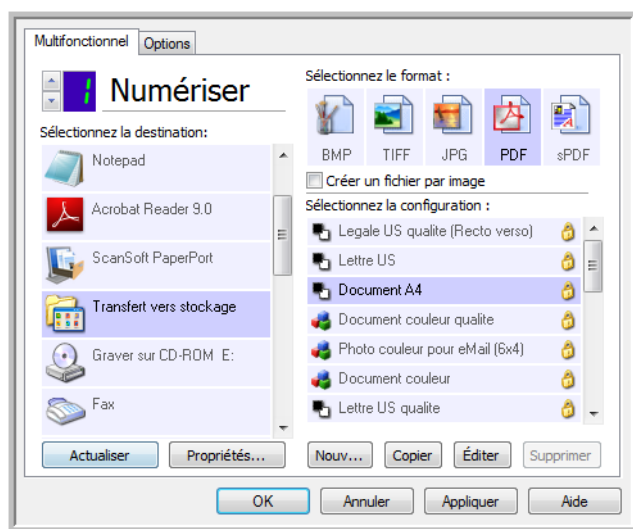 Multifonctionnel Options
1 Numériser
Sélectionnez la destination:
Notepad
Acrobat Reader 9.0
ScanSoft PaperPort
Transfert vers stockage
Graver sur CD-ROM E:
Fax
Actualiser Propriétés...
Sélectionnez le format :
BMP TIFF JPG PDF sPDF
Créer un fichier par image
Sélectionnez la configuration :
Legale US qualite (Recto verso)
Lettre US
Document A4
Document couleur qualite
Photo couleur pour eMail (6x4)
Document couleur
Lettre US qualite
Nouv... Copier Éditer Supprimer
OK Annuler Appliquer Aide